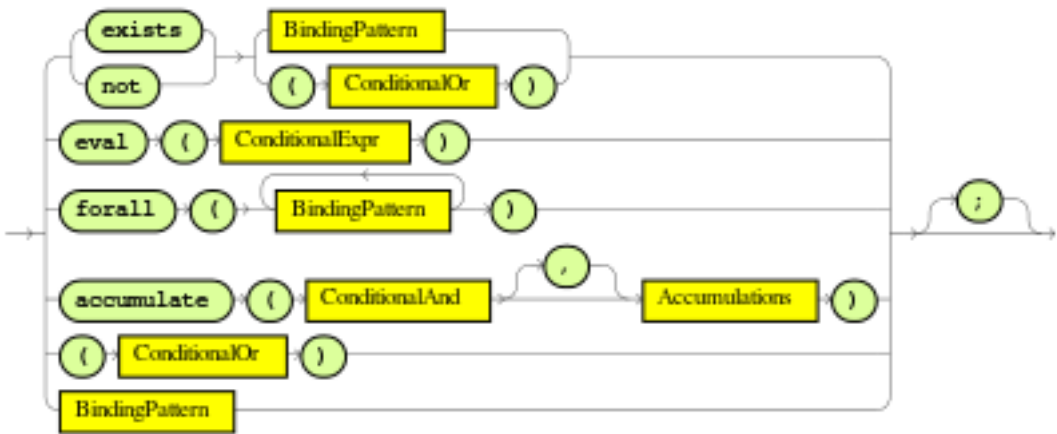 exists BindingPattern
not ( ConditionalOr )
eval ( ConditionalExpr )
forall ( BindingPattern ) ;
accumulate ( ConditionalAnd , Accumulations )
( ConditionalOr )
BindingPattern